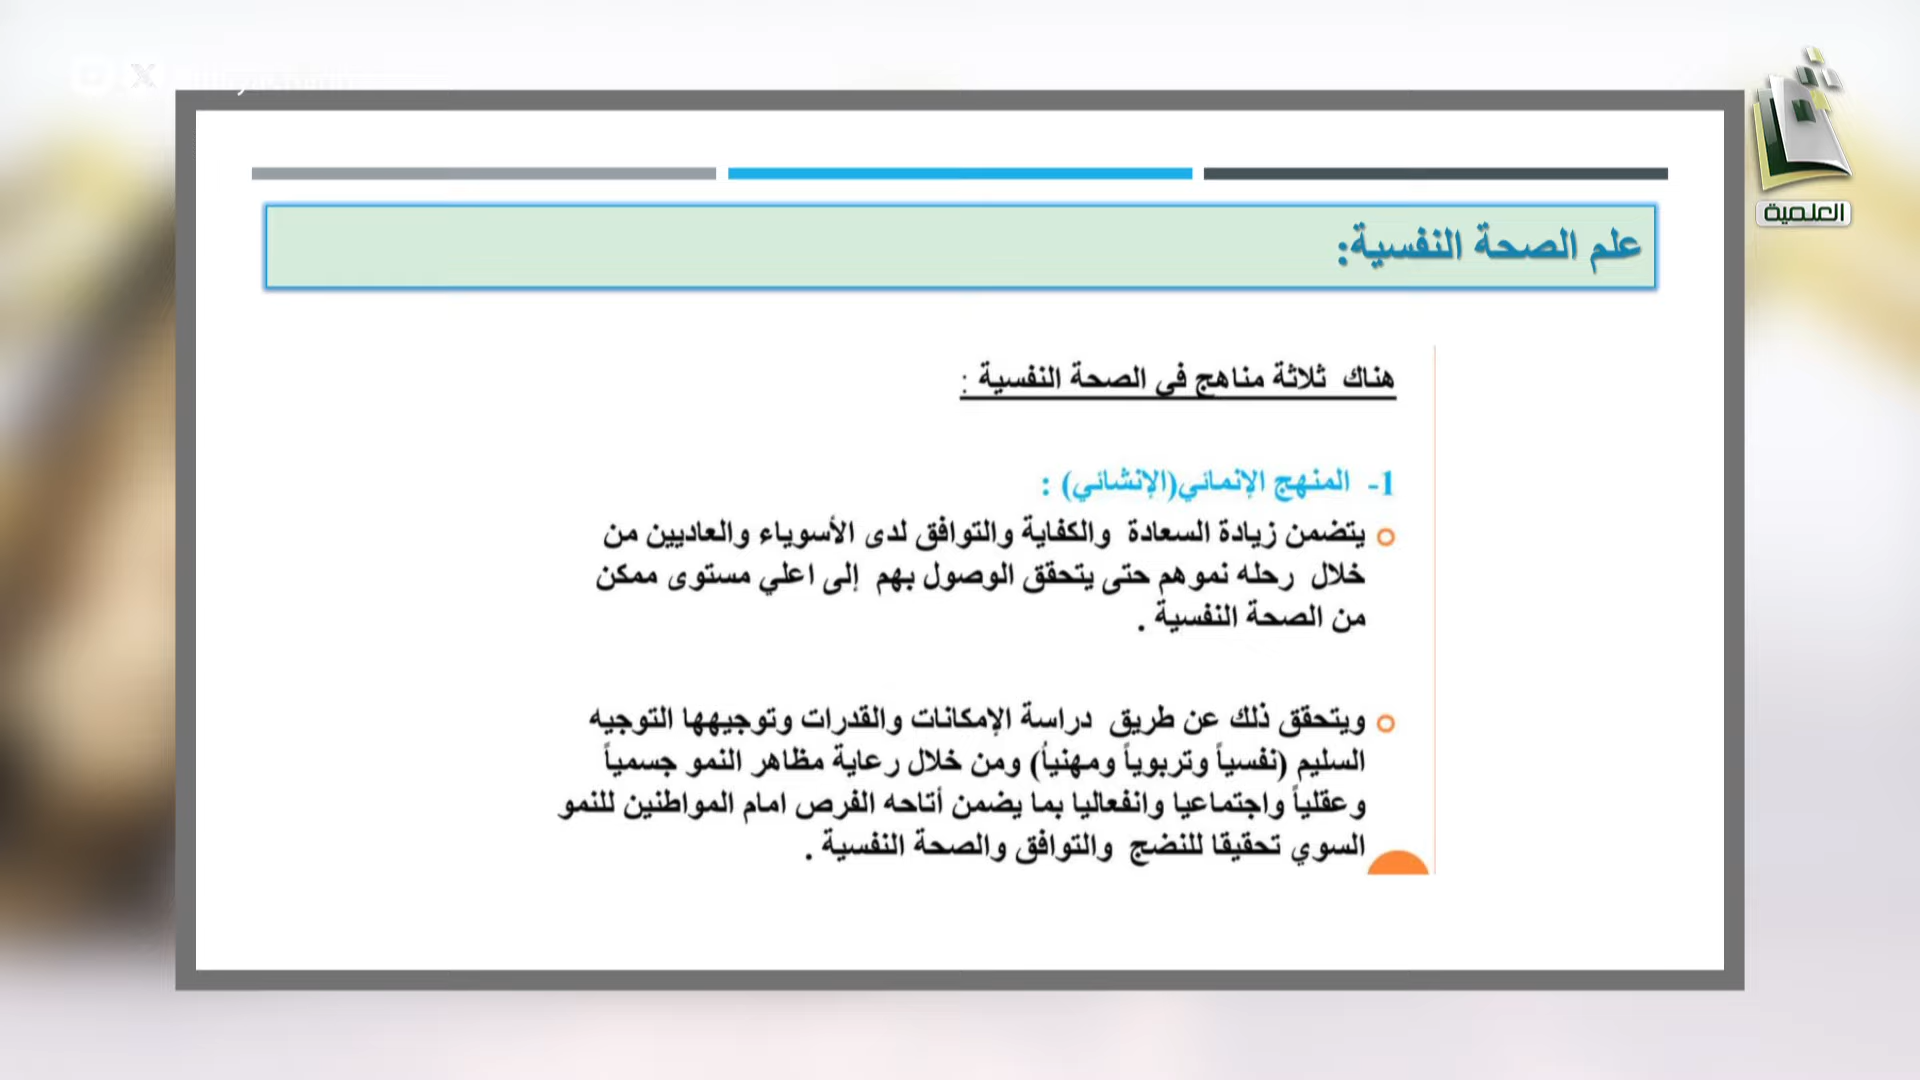 العلمية
علم الصحة النفسية:
هناك ثلاثة مناهج في الصحة النفسية :
1- المنهج الإنمائي(الإنشائي) :
يتضمن زيادة السعادة والكفاية والتوافق لدى الأسوياء والعاديين من
خلال رحله نموهم حتى يتحقق الوصول بهم إلى اعلي مستوى ممكن
من الصحة النفسية .
ويتحقق ذلك عن طريق دراسة الإمكانات والقدرات وتوجيهها التوجيه
السليم (نفسياً وتربوياً ومهنياً) ومن خلال رعاية مظاهر النمو جسمياً
وعقلياً واجتماعيا وانفعاليا بما يضمن أتاحه الفرص امام المواطنين للنمو
السوي تحقيقا للنضج والتوافق والصحة النفسية .